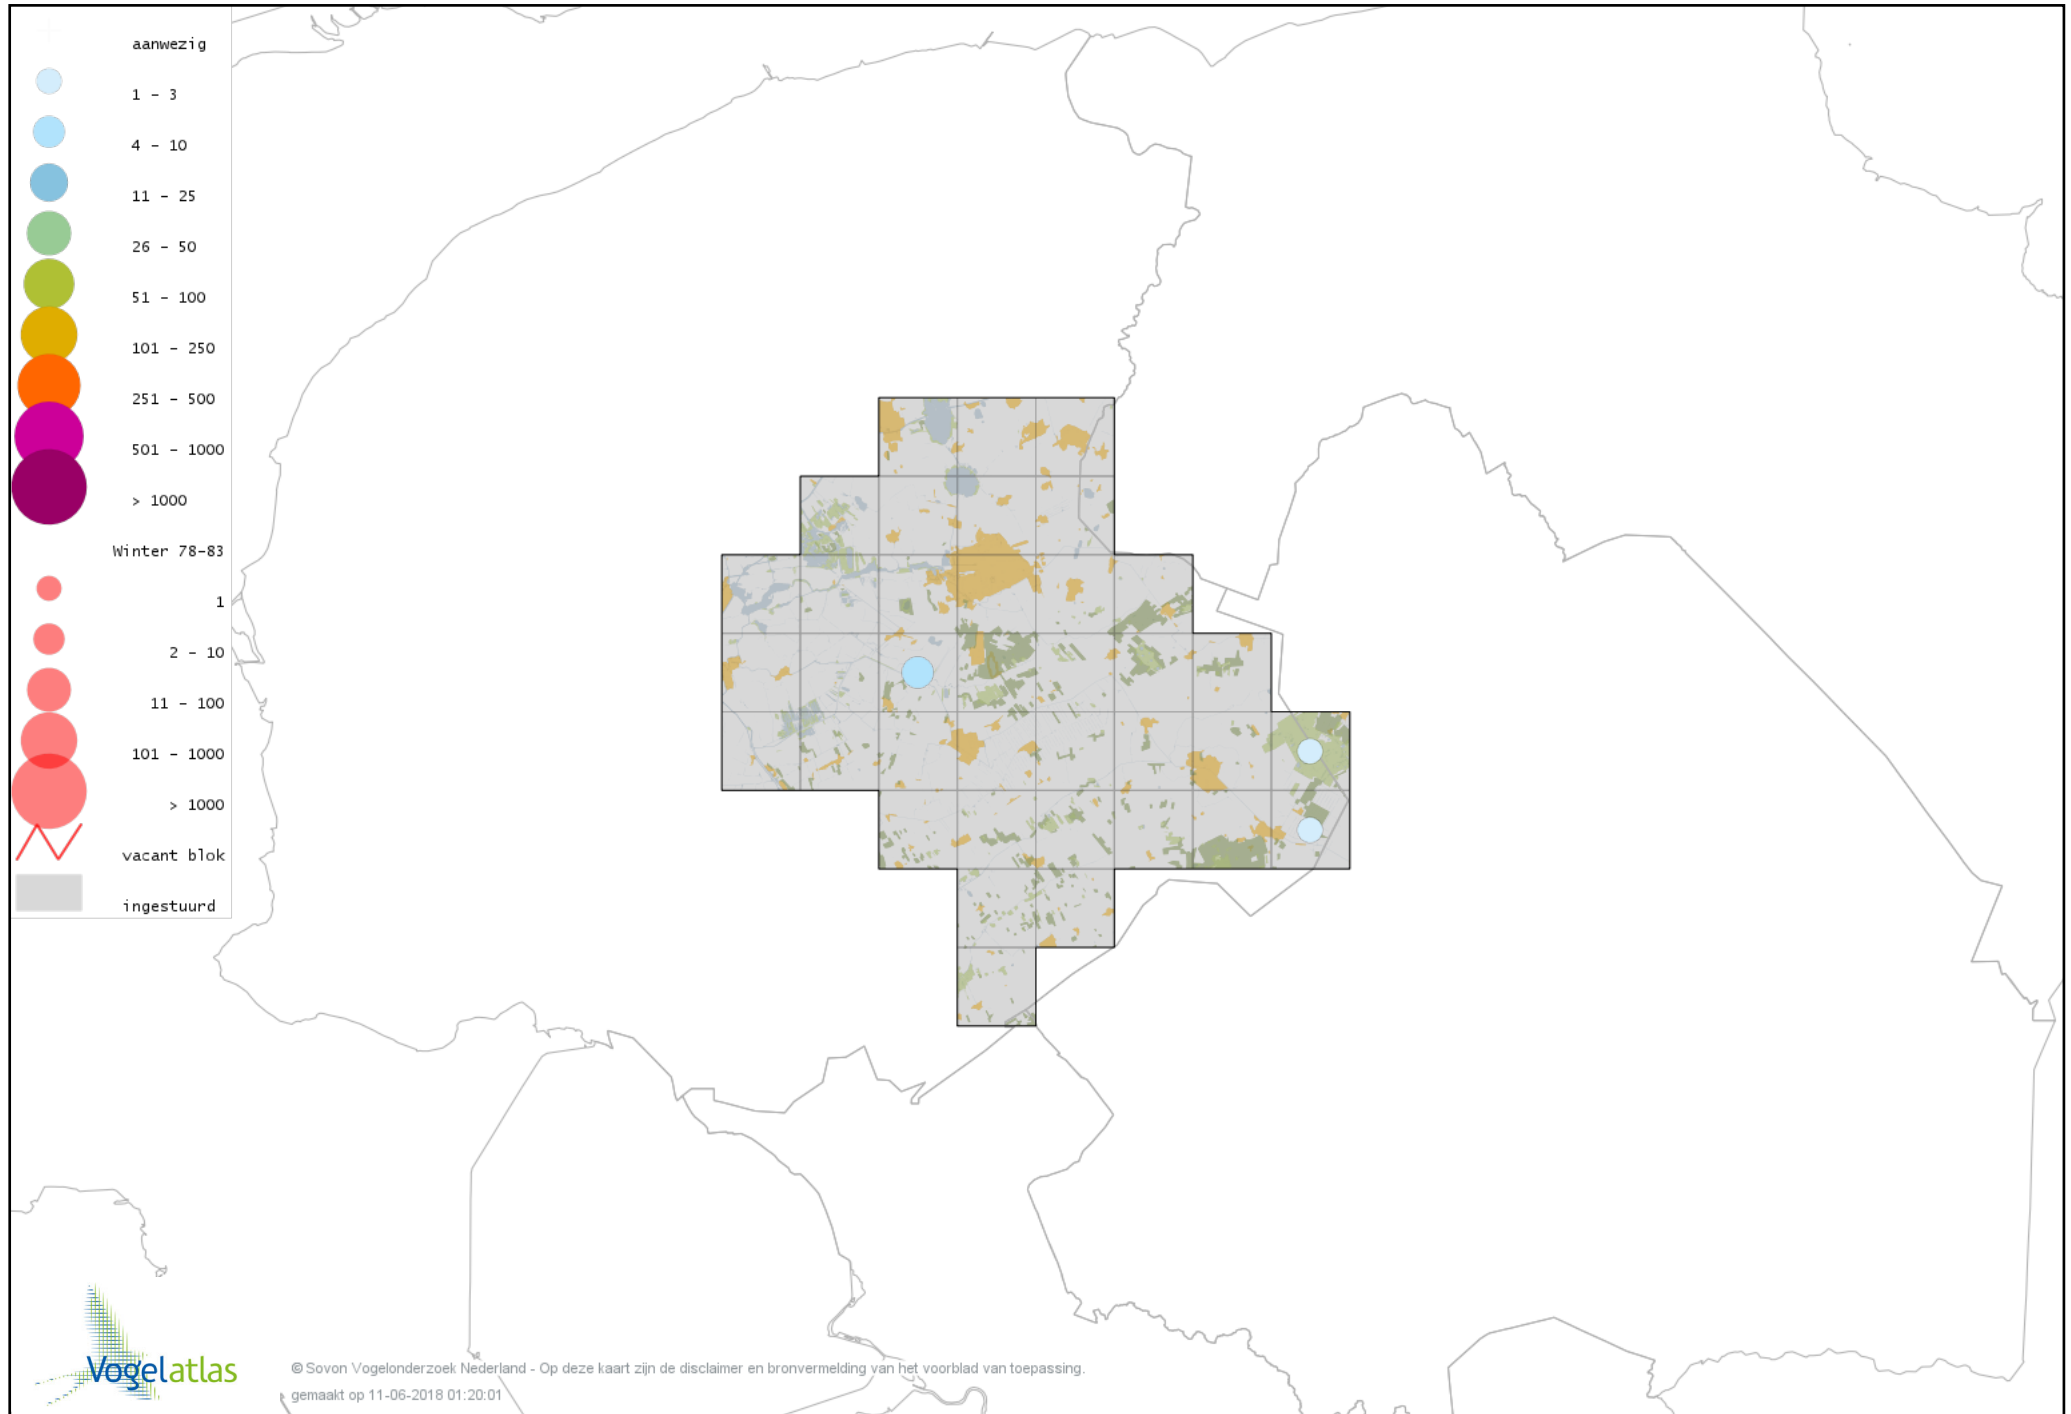 aanwezig
1 - 3
4 - 10
11 - 25
26 - 50
51 - 100
101 - 250
251 - 500
501 - 1000
> 1000
Winter 78-83
1
2 - 10
11 - 100
101 - 1000
> 1000
vacant blok
ingestuurd
Vogelatlas
© Sovon Vogelonderzoek Nederland - Op deze kaart zijn de disclaimer en bronvermelding van het voorblad van toepassing.
gemaakt op 11-06-2018 01:20:01